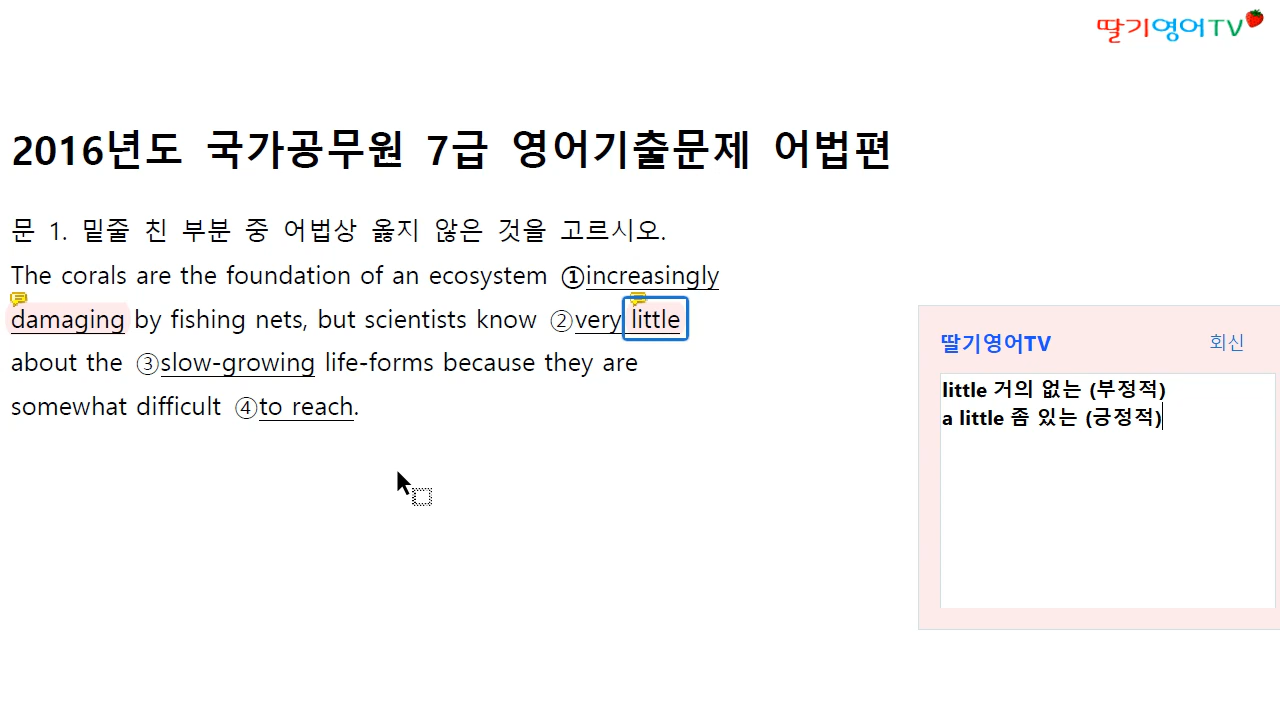 딸기영어TV
2016년도 국가공무원 7급 영어기출문제 어법편
문 1. 밑줄 친 부분 중 어법상 옳지 않은 것을 고르시오.
The corals are the foundation of an ecosystem ①increasingly
damaging by fishing nets, but scientists know ②very little
about the ③slow-growing life-forms because they are
somewhat difficult ④to reach.
딸기영어TV 회신
little 거의 없는 (부정적)
a little 좀 있는 (긍정적)